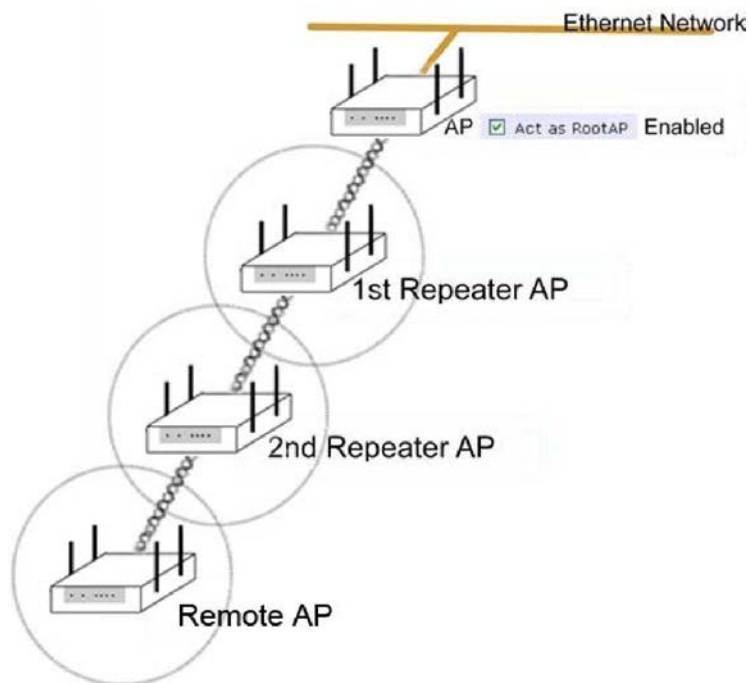 Ethernet Network
AP Act as RootAP Enabled
1st Repeater AP
2nd Repeater AP
Remote AP